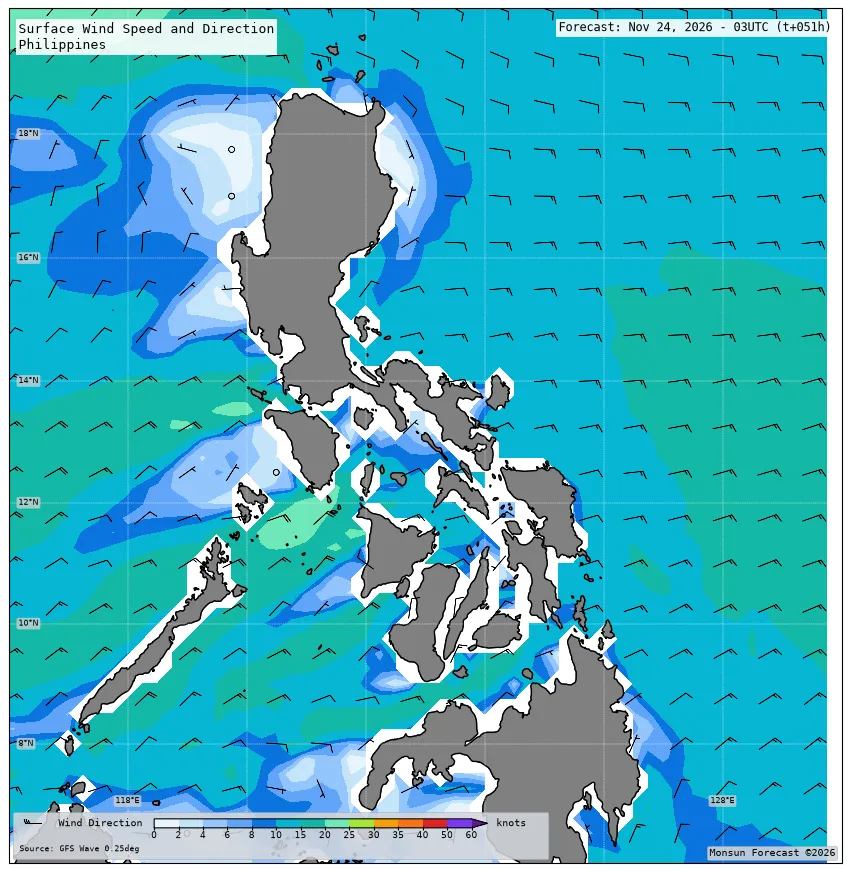 Surface Wind Speed and Direction
Philippines
Forecast: Nov 24, 2026 - 03UTC (t+051h)
18°N
16°N
14°N
12°N
10°N
8°N
118°E
128°E
Wind Direction
0 2 4 6 8 10 15 20 25 30 35 40 50 60
knots
Source: GFS Wave 0.25deg
Monsun Forecast ©2026